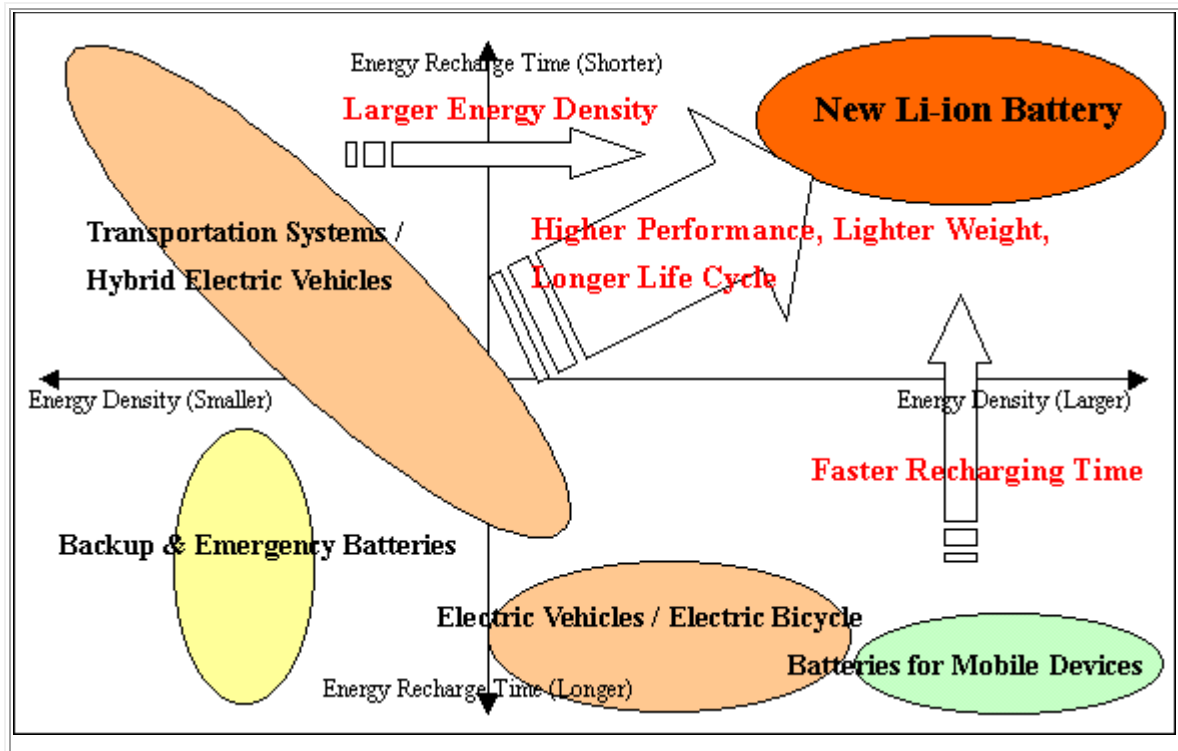 Energy Recharge Time (Shorter)
Larger Energy Density
New Li-ion Battery
Transportation Systems /
Hybrid Electric Vehicles
Higher Performance, Lighter Weight,
Longer Life Cycle
Energy Density (Smaller)
Energy Density (Larger)
Faster Recharging Time
Backup & Emergency Batteries
Electric Vehicles / Electric Bicycle
Batteries for Mobile Devices
Energy Recharge Time (Longer)